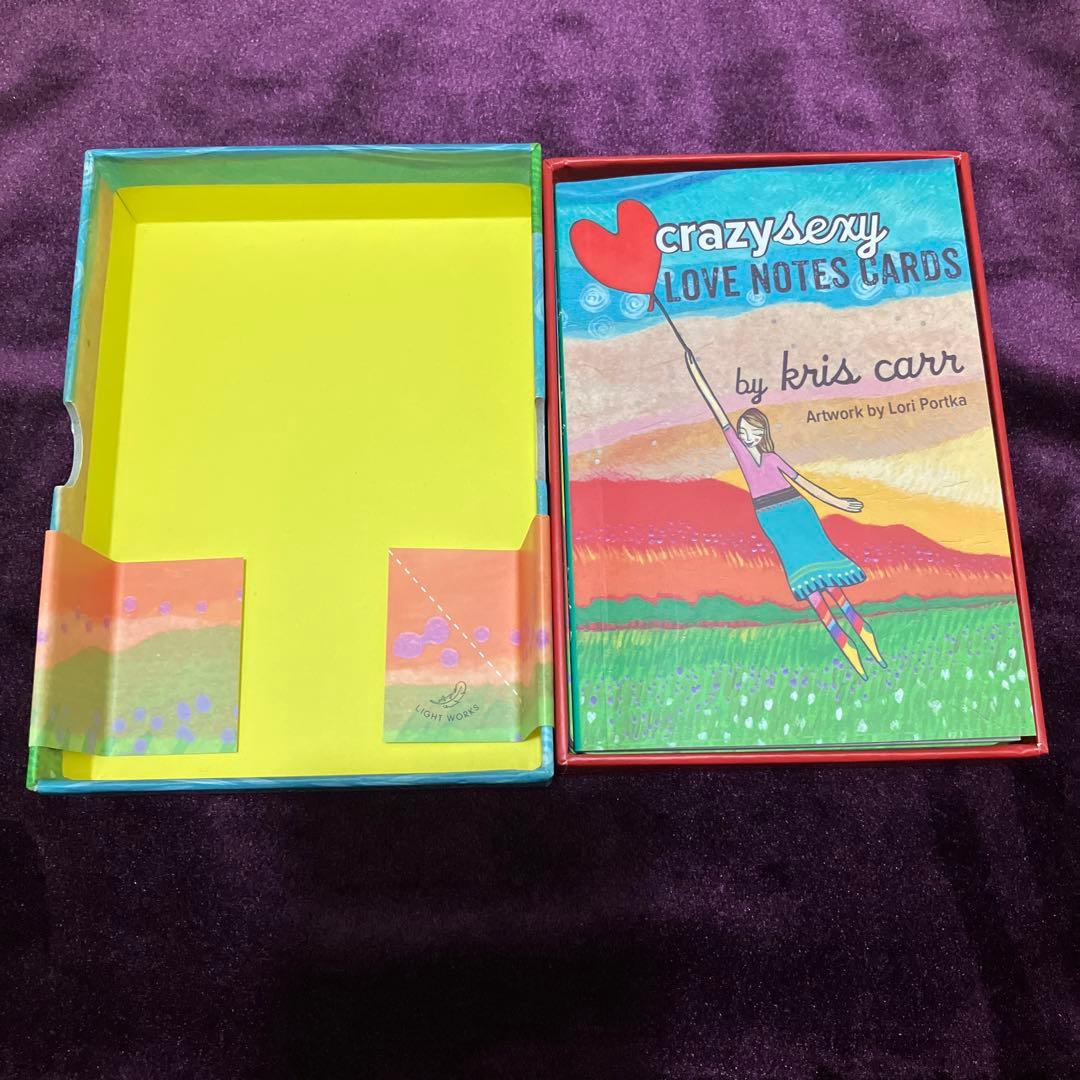 crazysexy
LOVE NOTES CARDS
by kris carr
Artwork by Lori Portka
LIGHT WORKS